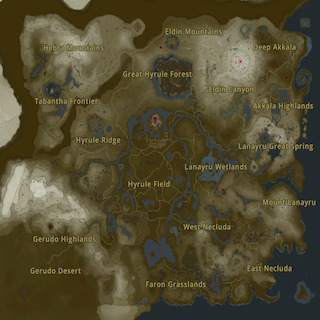 Eldin Mountains
Hebra Mountains
Deep Akkala
Great Hyrule Forest
Eldin Canyon
Tabantha Frontier
Akkala Highlands
Hyrule Ridge
Lanayru Great Spring
Lanayru Wetlands
Hyrule Field
Mount Lanayru
West Necluda
Gerudo Highlands
East Necluda
Gerudo Desert
Faron Grasslands